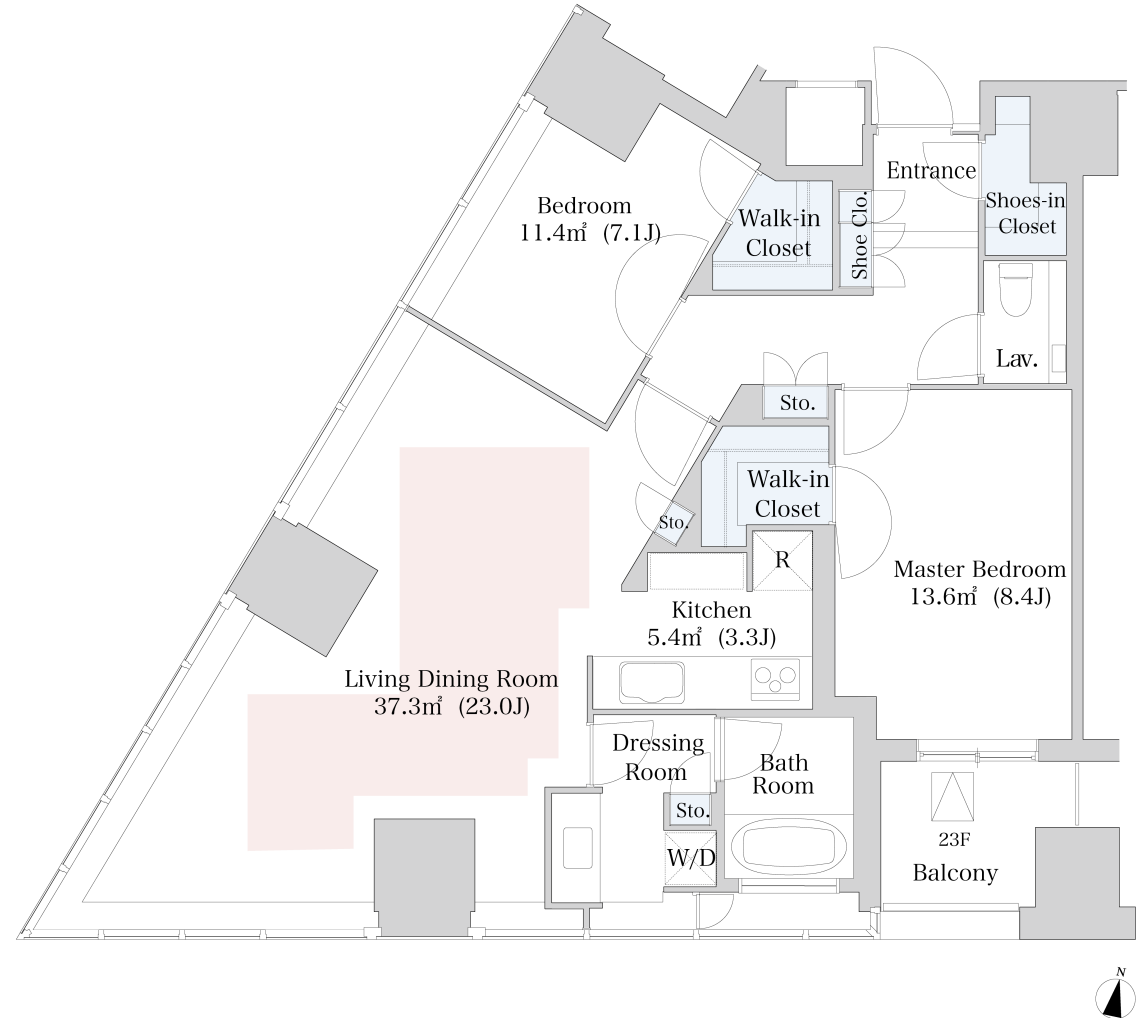 Entrance
Bedroom
11.4㎡ (7.1J)
Walk-in
Closet
Shoe Clo.
Shoes-in
Closet
Lav.
Sto.
Walk-in
Closet
Sto.
R
Master Bedroom
13.6㎡ (8.4J)
Kitchen
5.4㎡ (3.3J)
Living Dining Room
37.3㎡ (23.0J)
Dressing
Room
Bath
Room
Sto.
W/D
23F
Balcony
N